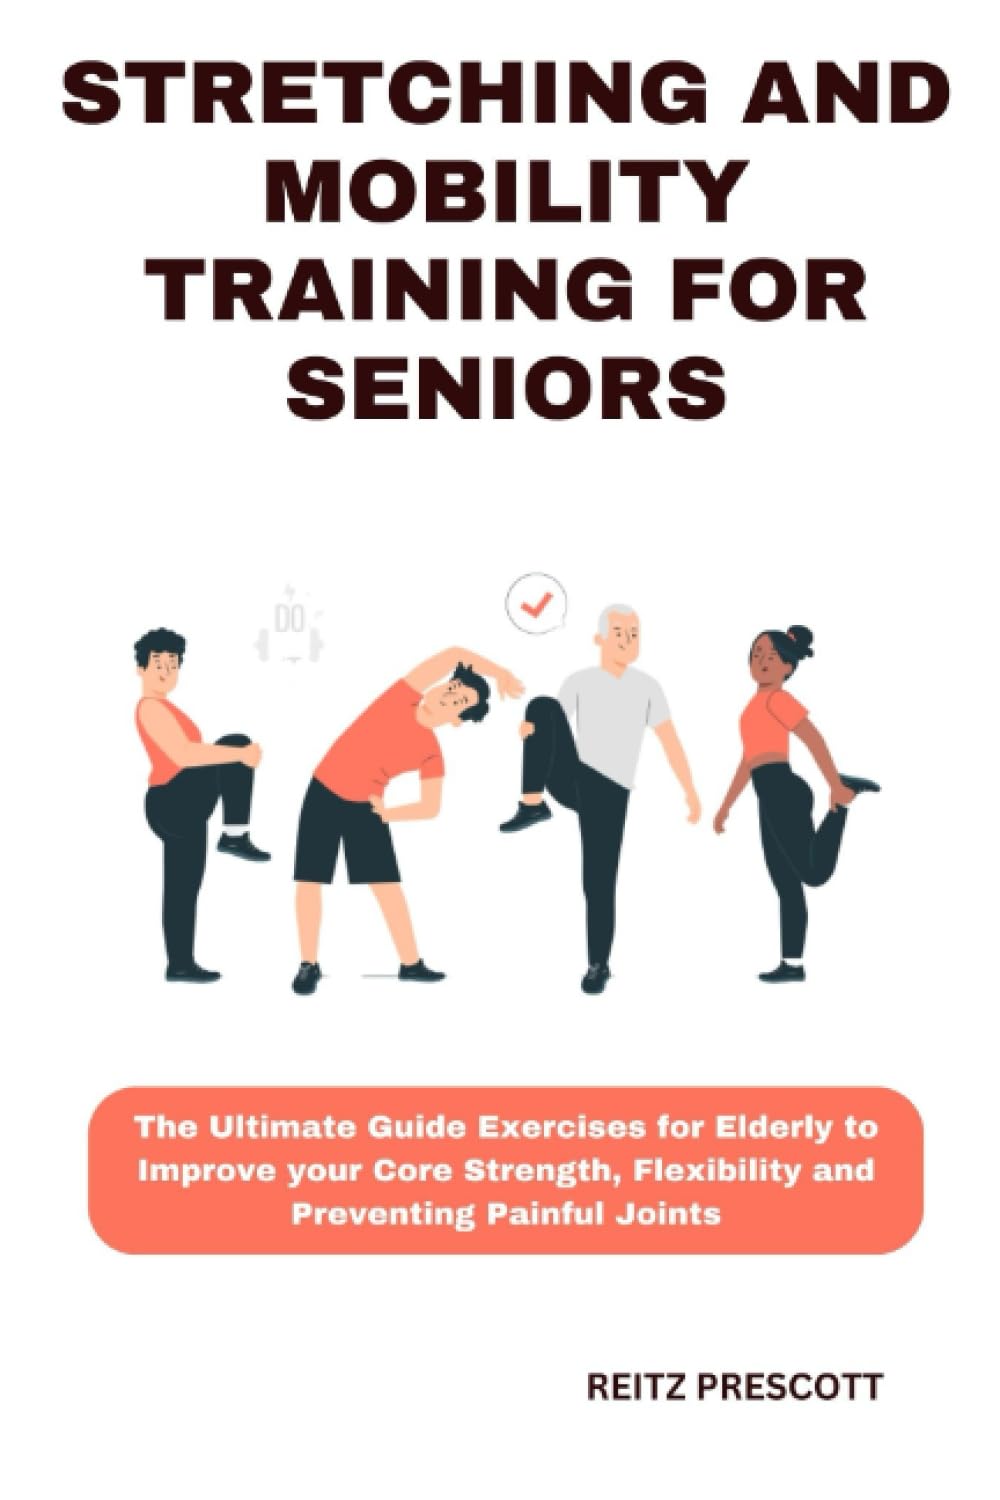 STRETCHING AND
MOBILITY
TRAINING FOR
SENIORS
DO
The Ultimate Guide Exercises for Elderly to
Improve your Core Strength, Flexibility and
Preventing Painful Joints
REITZ PRESCOTT